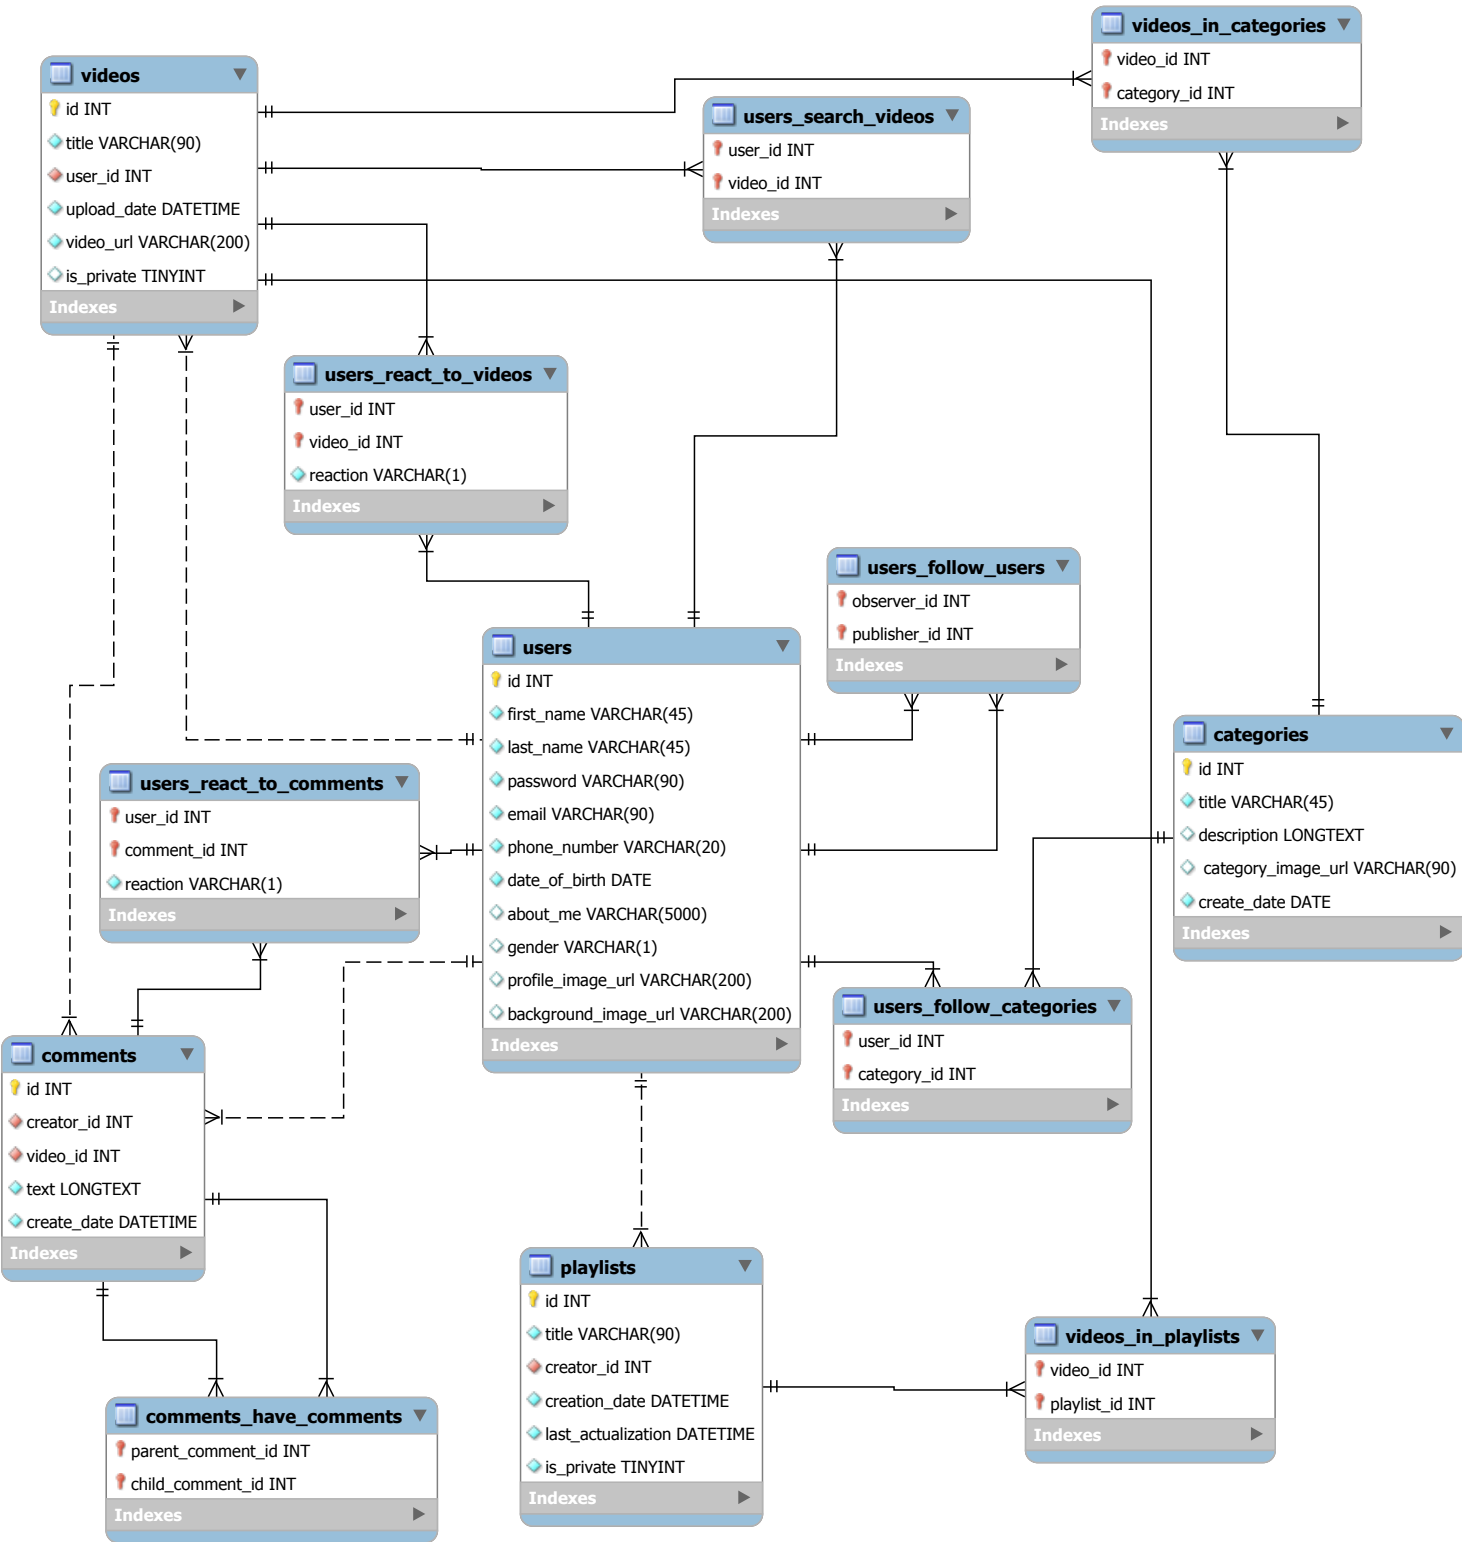 videos_in_categories
video_id INT
category_id INT
Indexes
videos
id INT
title VARCHAR(90)
user_id INT
upload_date DATETIME
video_url VARCHAR(200)
is_private TINYINT
Indexes
users_search_videos
user_id INT
video_id INT
Indexes
users_react_to_videos
user_id INT
video_id INT
reaction VARCHAR(1)
Indexes
users_follow_users
observer_id INT
publisher_id INT
Indexes
users
id INT
first_name VARCHAR(45)
last_name VARCHAR(45)
password VARCHAR(90)
email VARCHAR(90)
phone_number VARCHAR(20)
date_of_birth DATE
about_me VARCHAR(5000)
gender VARCHAR(1)
profile_image_url VARCHAR(200)
background_image_url VARCHAR(200)
Indexes
categories
id INT
title VARCHAR(45)
description LONGTEXT
category_image_url VARCHAR(90)
create_date DATE
Indexes
users_react_to_comments
user_id INT
comment_id INT
reaction VARCHAR(1)
Indexes
users_follow_categories
user_id INT
category_id INT
Indexes
comments
id INT
creator_id INT
video_id INT
text LONGTEXT
create_date DATETIME
Indexes
playlists
id INT
title VARCHAR(90)
creator_id INT
creation_date DATETIME
last_actualization DATETIME
is_private TINYINT
Indexes
videos_in_playlists
video_id INT
playlist_id INT
Indexes
comments_have_comments
parent_comment_id INT
child_comment_id INT
Indexes